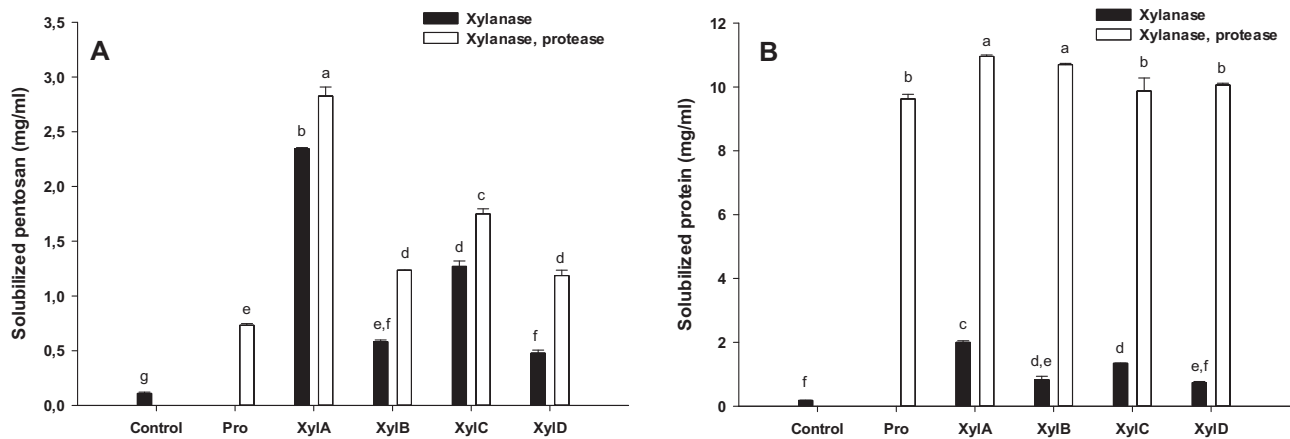 A
Xylanase
Xylanase, protease
Solubilized pentosan (mg/ml)
3,5
3,0
2,5
2,0
1,5
1,0
0,5
0,0
g
e
b
a
e,f
d
d
c
f
d
Control Pro XylA XylB XylC XylD
B
Xylanase
Xylanase, protease
Solubilized protein (mg/ml)
12
10
8
6
4
2
0
f
b
c
a
d,e
a
d
b
e,f
b
Control Pro XylA XylB XylC XylD